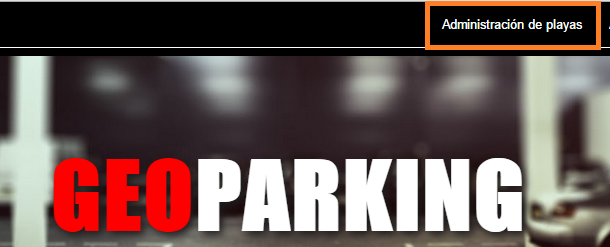 Administración de playas
GEOPARKING